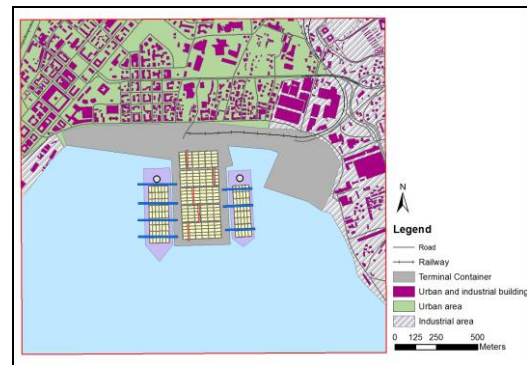 N
Legend
Road
Railway
Terminal Container
Urban and industrial building
Urban area
Industrial area
0 125 250 500
Meters